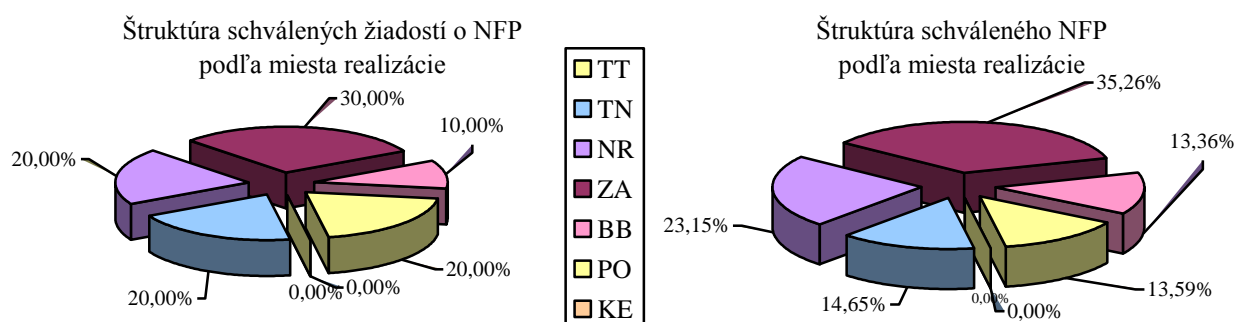 Štruktúra schválených žiadostí o NFP
podľa miesta realizácie
30,00%
10,00%
20,00%
20,00%
0,00%
0,00%
20,00%
TT
TN
NR
ZA
BB
PO
KE
Štruktúra schváleného NFP
podľa miesta realizácie
35,26%
13,36%
23,15%
14,65%
0,00%
0,00%
13,59%